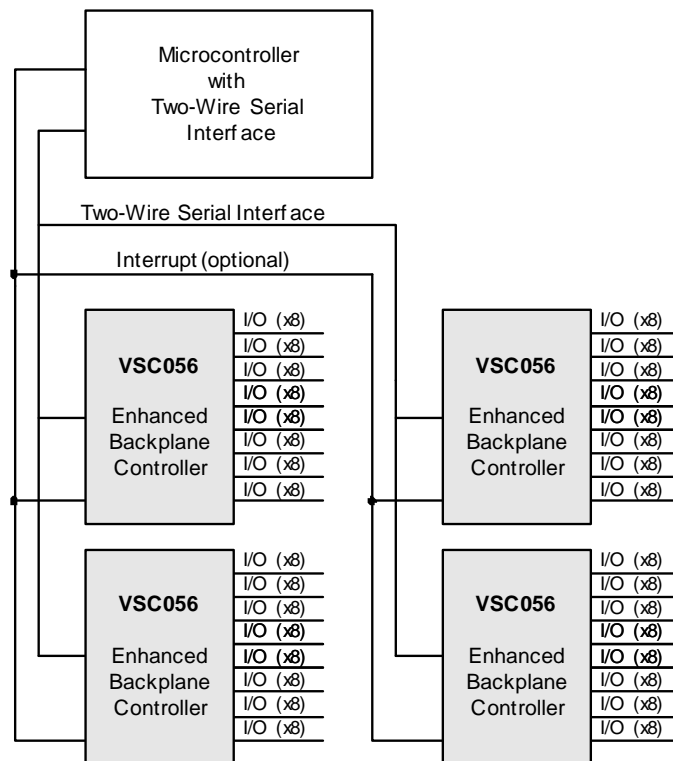 Microcontroller
with
Two-Wire Serial
Interface
Two-Wire Serial Interface
Interrupt (optional)
VSC056
Enhanced
Backplane
Controller
I/O (x8)
I/O (x8)
I/O (x8)
I/O (x8)
I/O (x8)
I/O (x8)
I/O (x8)
I/O (x8)
VSC056
Enhanced
Backplane
Controller
I/O (x8)
I/O (x8)
I/O (x8)
I/O (x8)
I/O (x8)
I/O (x8)
I/O (x8)
I/O (x8)
VSC056
Enhanced
Backplane
Controller
I/O (x8)
I/O (x8)
I/O (x8)
I/O (x8)
I/O (x8)
I/O (x8)
I/O (x8)
I/O (x8)
VSC056
Enhanced
Backplane
Controller
I/O (x8)
I/O (x8)
I/O (x8)
I/O (x8)
I/O (x8)
I/O (x8)
I/O (x8)
I/O (x8)